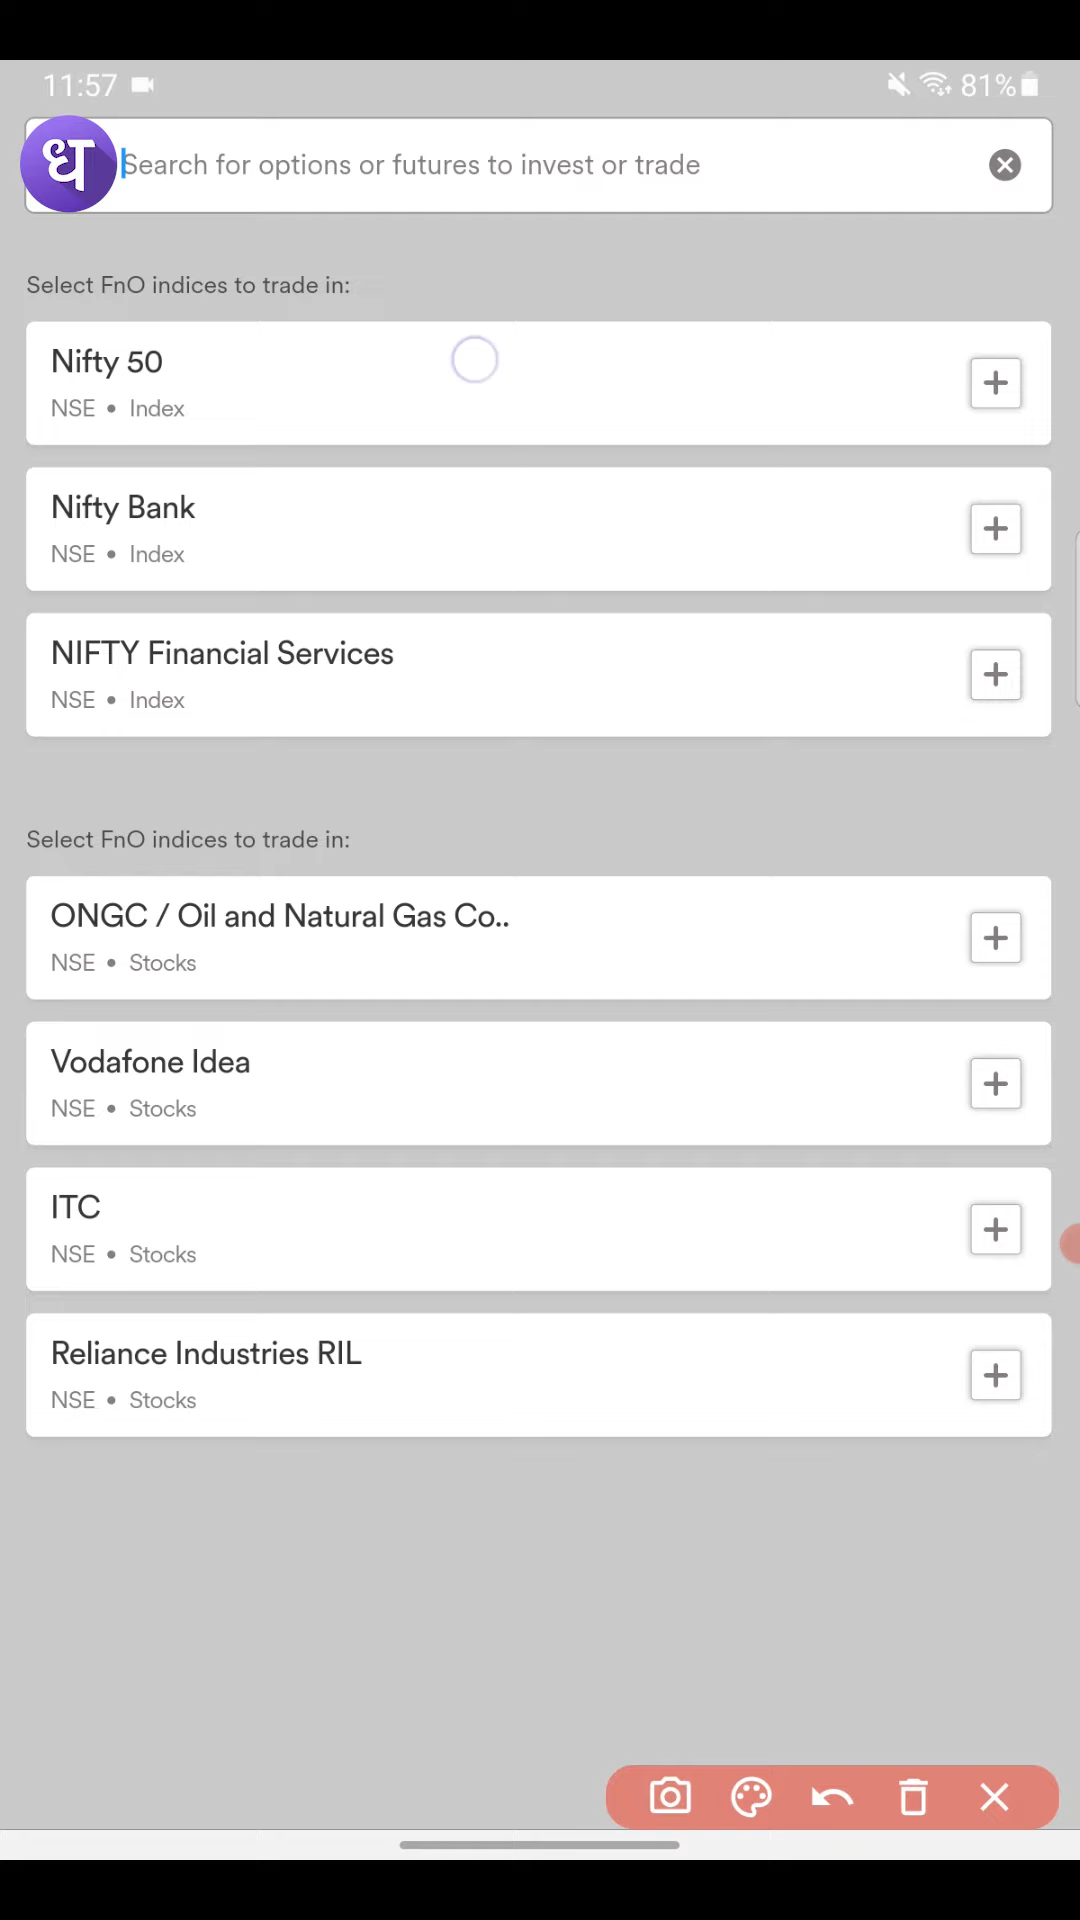 11:57 81%
ध Search for options or futures to invest or trade
Select FnO indices to trade in:
Nifty 50
NSE • Index
Nifty Bank
NSE • Index
NIFTY Financial Services
NSE • Index
Select FnO indices to trade in:
ONGC / Oil and Natural Gas Co..
NSE • Stocks
Vodafone Idea
NSE • Stocks
ITC
NSE • Stocks
Reliance Industries RIL
NSE • Stocks